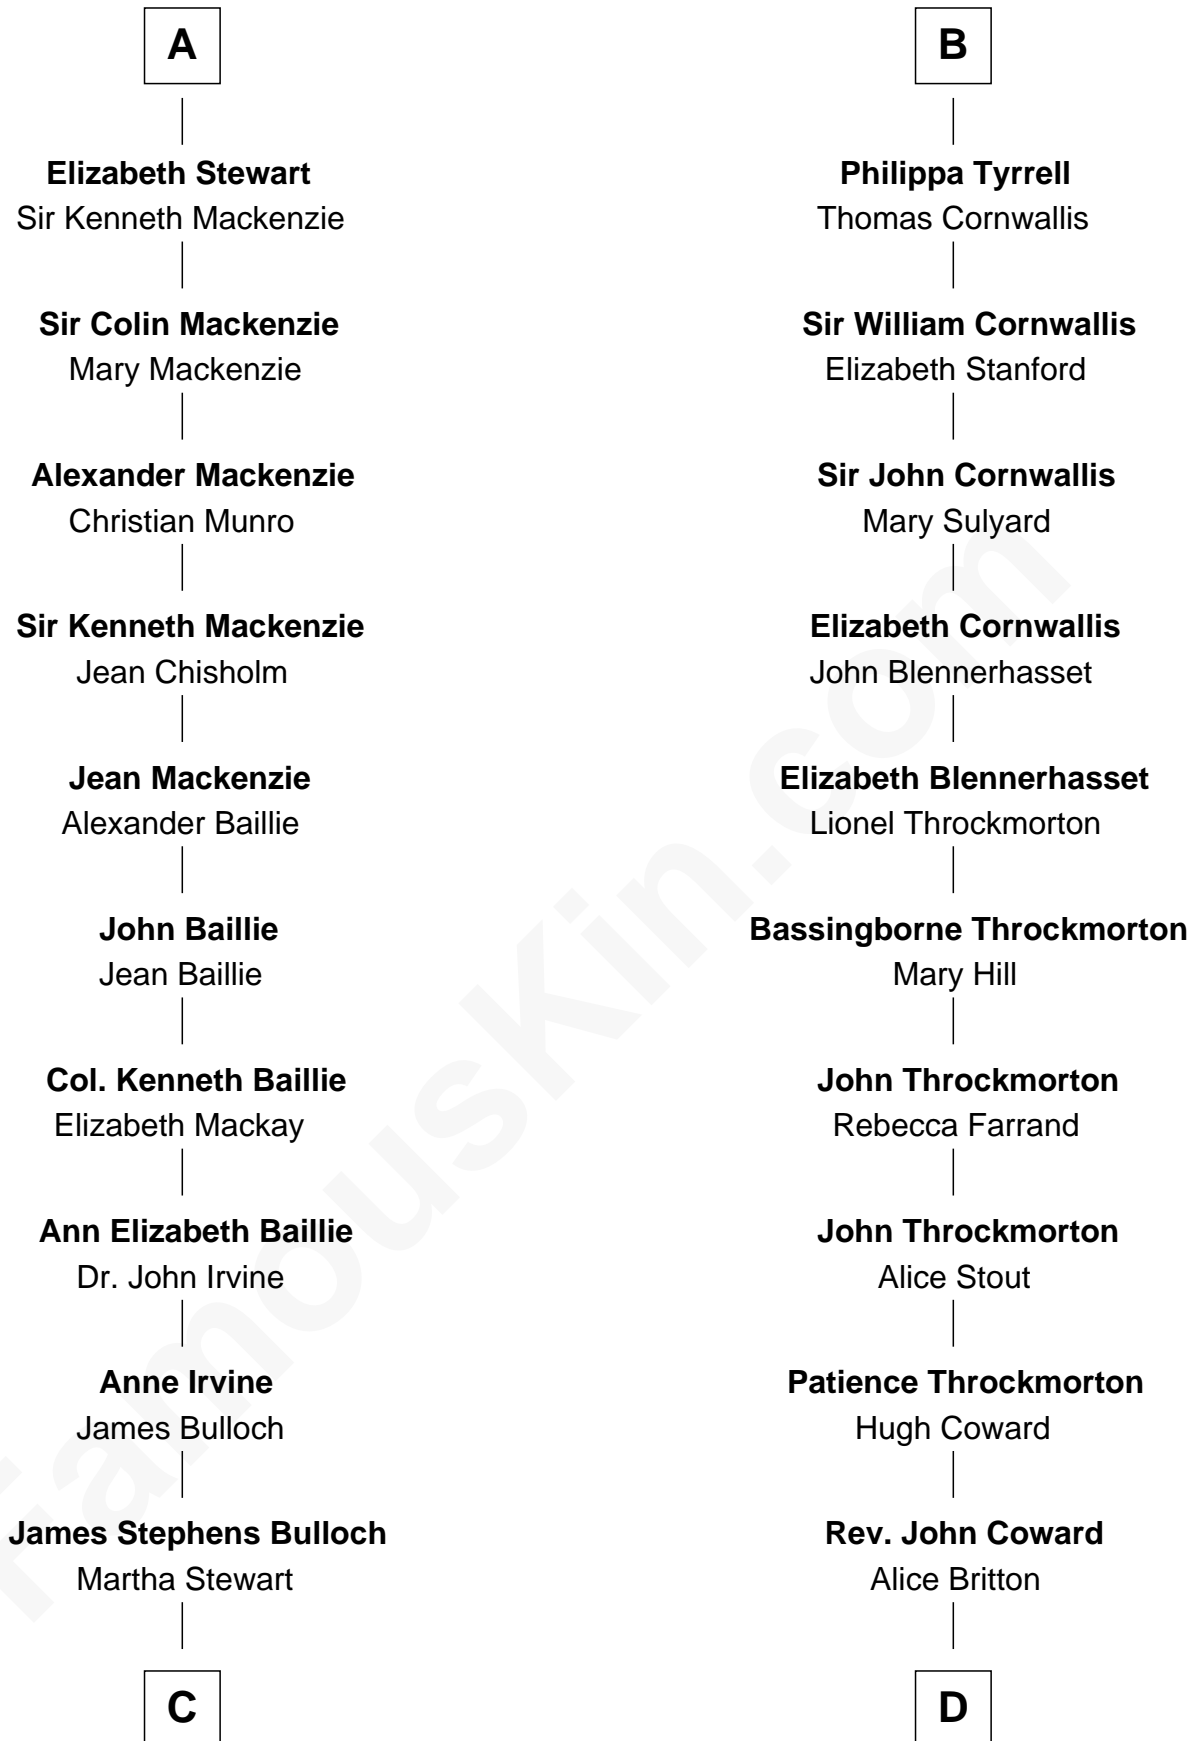 A
Elizabeth Stewart
Sir Kenneth Mackenzie
Sir Colin Mackenzie
Mary Mackenzie
Alexander Mackenzie
Christian Munro
Sir Kenneth Mackenzie
Jean Chisholm
Jean Mackenzie
Alexander Baillie
John Baillie
Jean Baillie
Col. Kenneth Baillie
Elizabeth Mackay
Ann Elizabeth Baillie
Dr. John Irvine
Anne Irvine
James Bulloch
James Stephens Bulloch
Martha Stewart
C
B
Philippa Tyrrell
Thomas Cornwallis
Sir William Cornwallis
Elizabeth Stanford
Sir John Cornwallis
Mary Sulyard
Elizabeth Cornwallis
John Blennerhasset
Elizabeth Blennerhasset
Lionel Throckmorton
Bassingborne Throckmorton
Mary Hill
John Throckmorton
Rebecca Farrand
John Throckmorton
Alice Stout
Patience Throckmorton
Hugh Coward
Rev. John Coward
Alice Britton
D
FamousKin.com